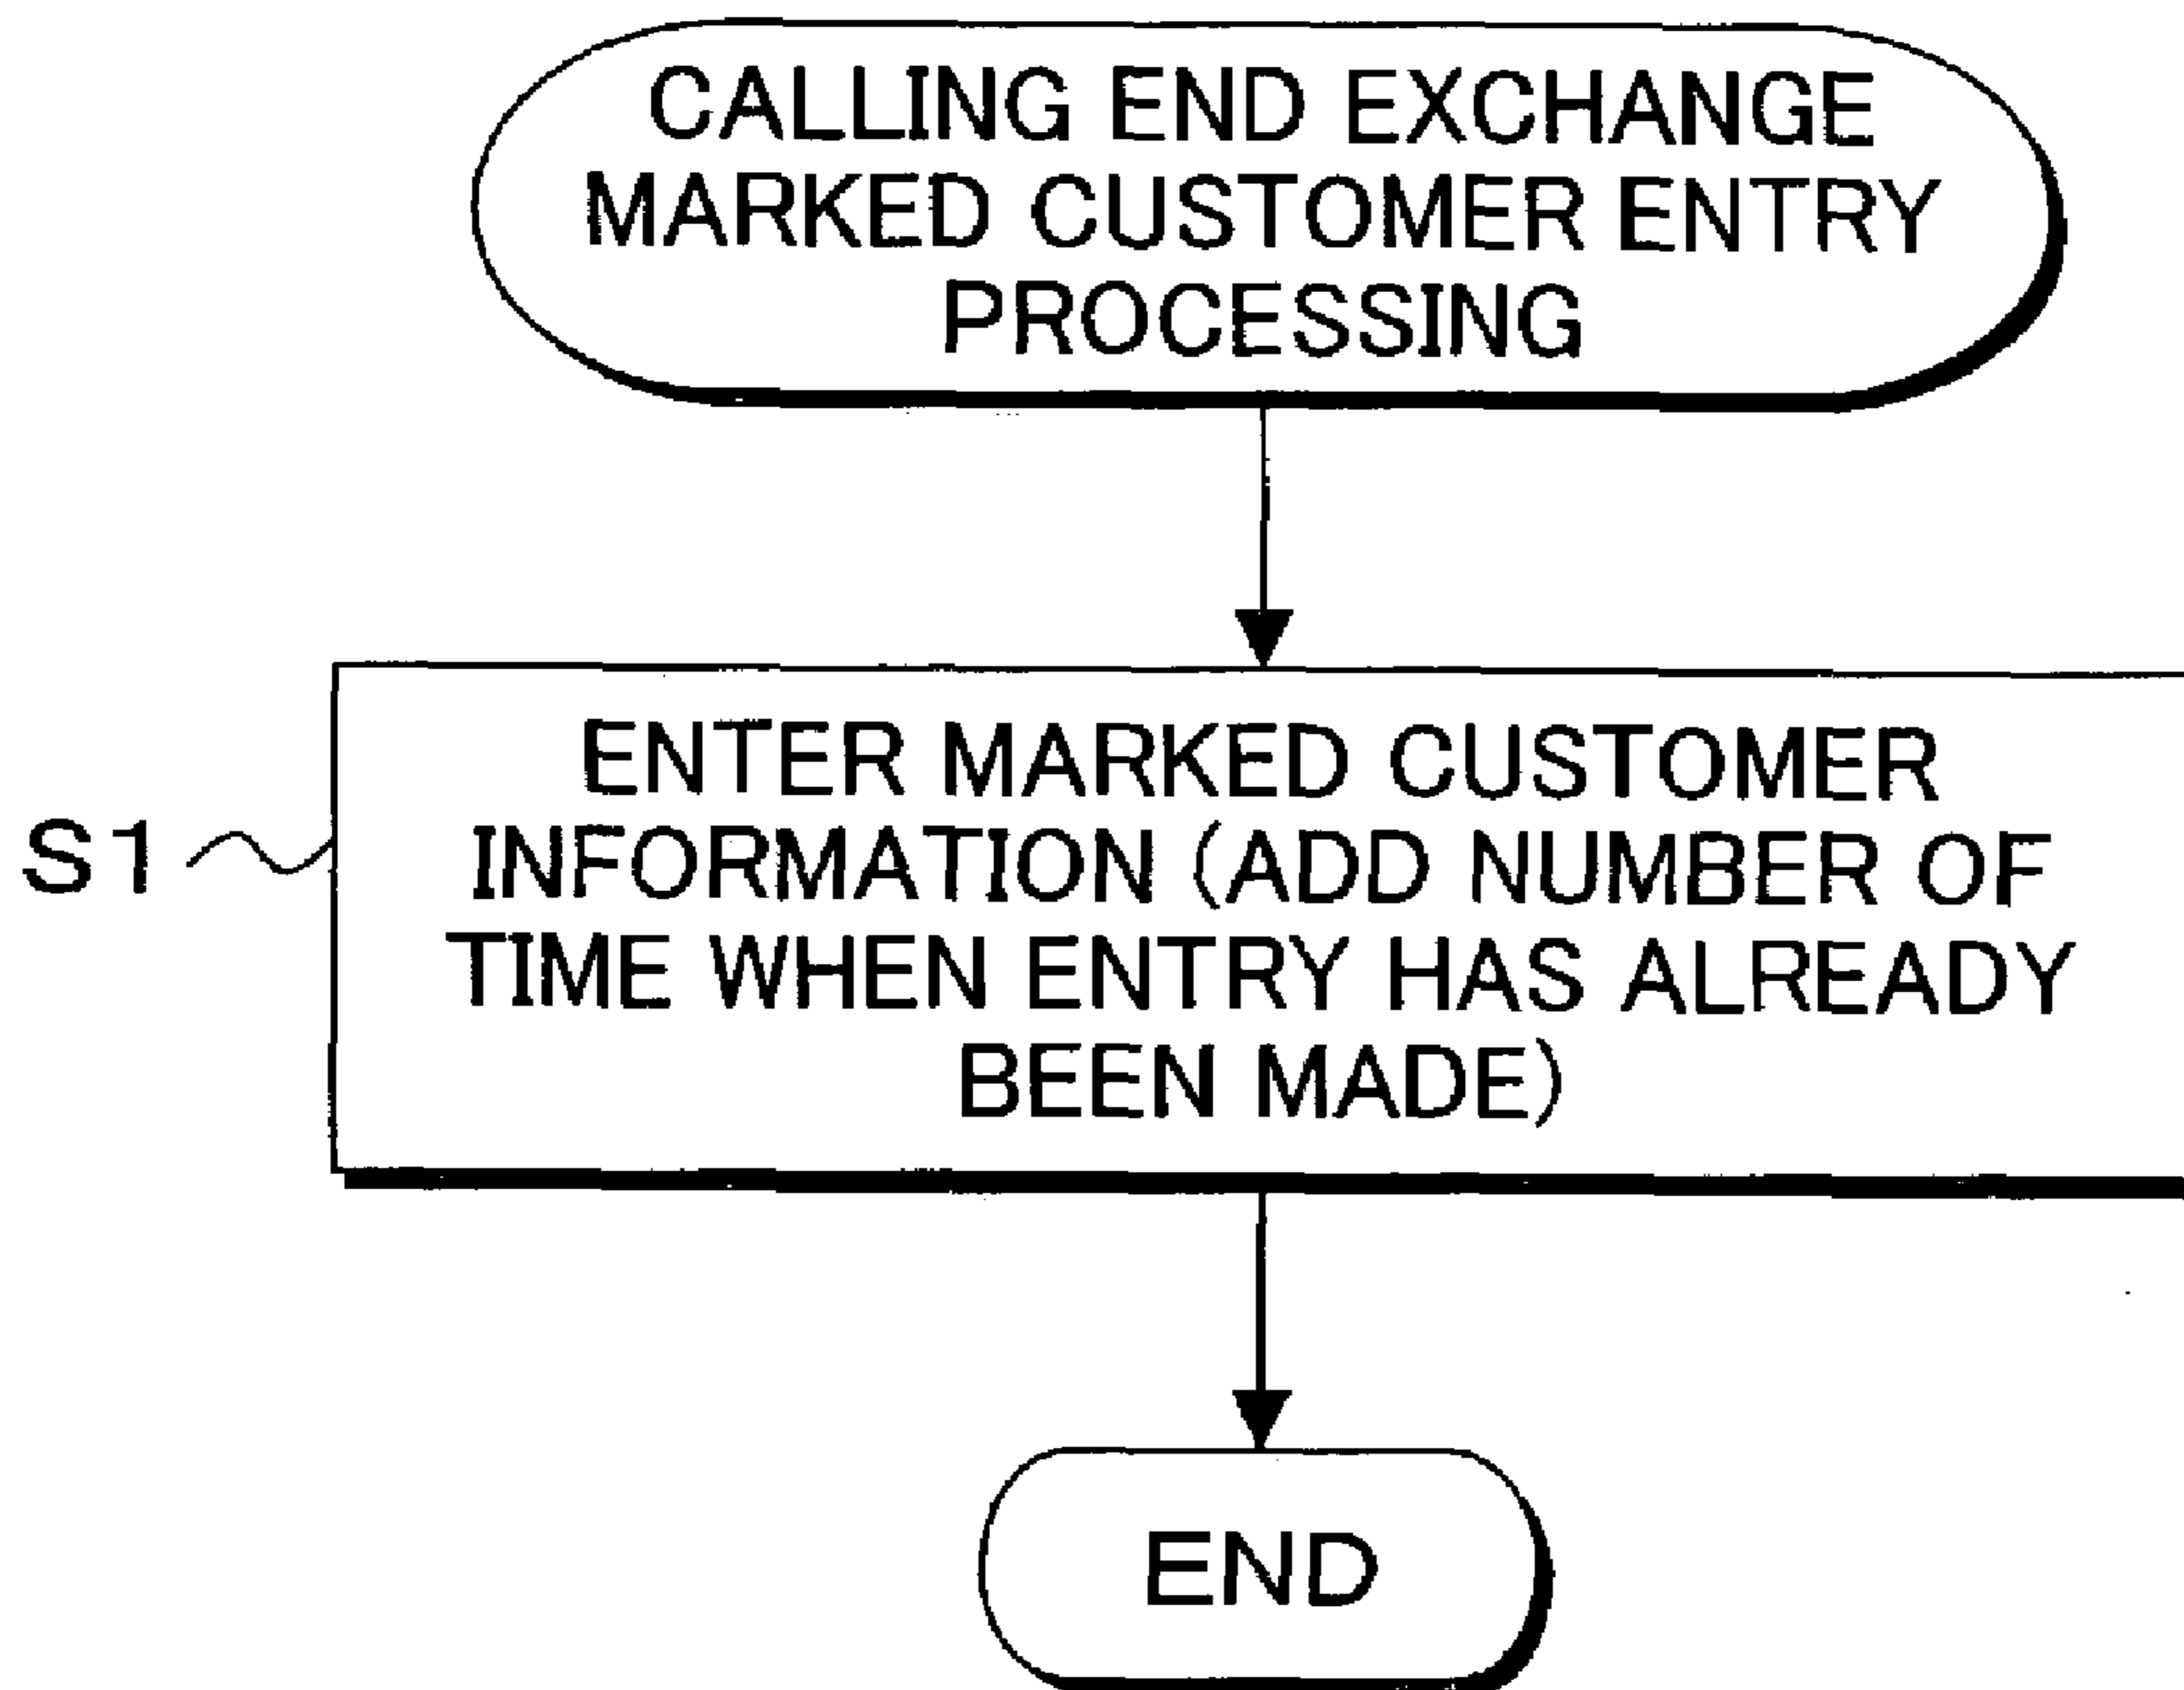 CALLING END EXCHANGE
MARKED CUSTOMER ENTRY
PROCESSING
ENTER MARKED CUSTOMER
S1 INFORMATION (ADD NUMBER OF
TIME WHEN ENTRY HAS ALREADY
BEEN MADE)
END